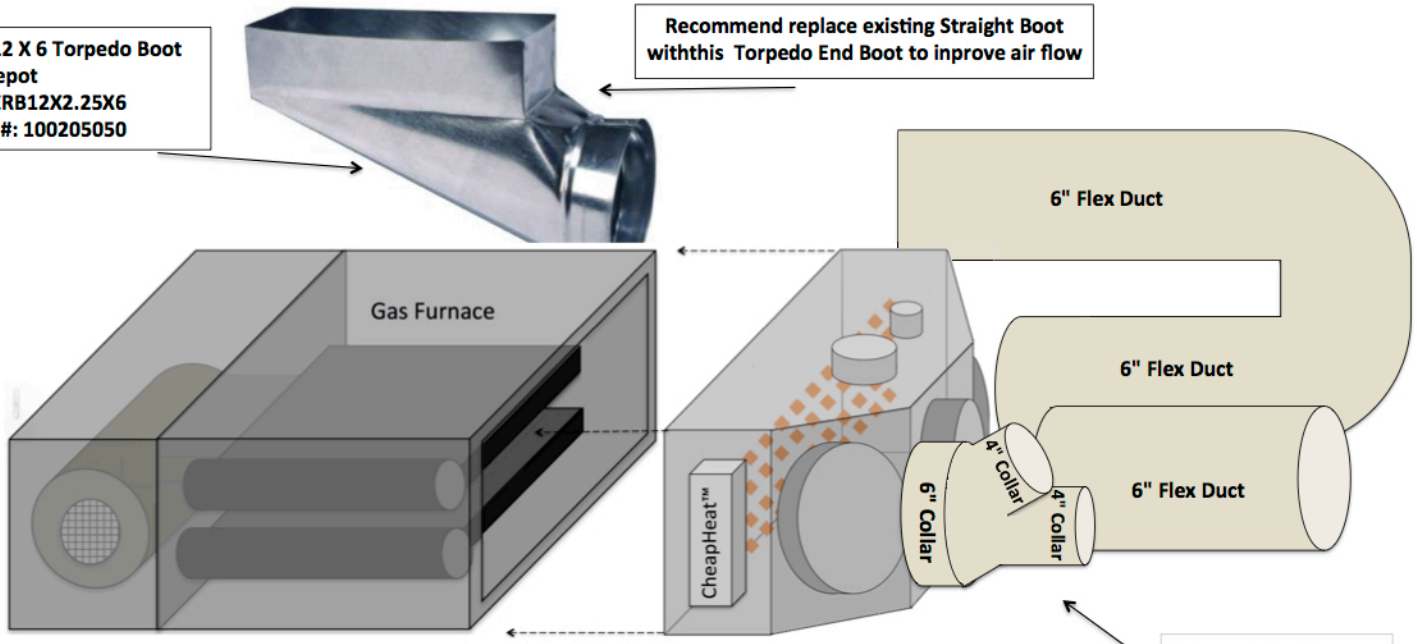 12 X 6 Torpedo Boot
epot
ERB12X2.25X6
#: 100205050
Recommend replace existing Straight Boot
withthis Torpedo End Boot to inprove air flow
6" Flex Duct
Gas Furnace
6" Flex Duct
4" Collar
6" Flex Duct
6" Collar
4" Collar
CheapHeat™